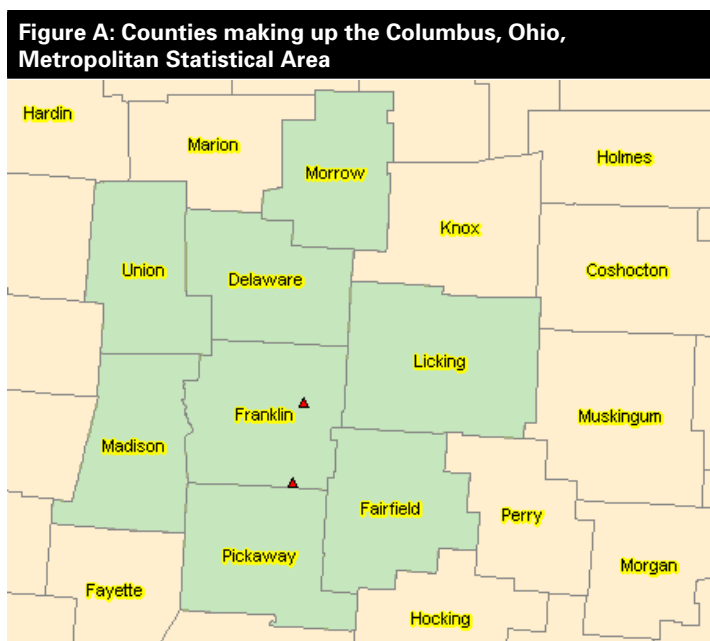 Figure A: Counties making up the Columbus, Ohio,
Metropolitan Statistical Area
Hardin
Marion
Morrow
Holmes
Knox
Union
Delaware
Coshocton
Licking
Franklin
Muskingum
Madison
Fairfield
Perry
Pickaway
Morgan
Fayette
Hocking